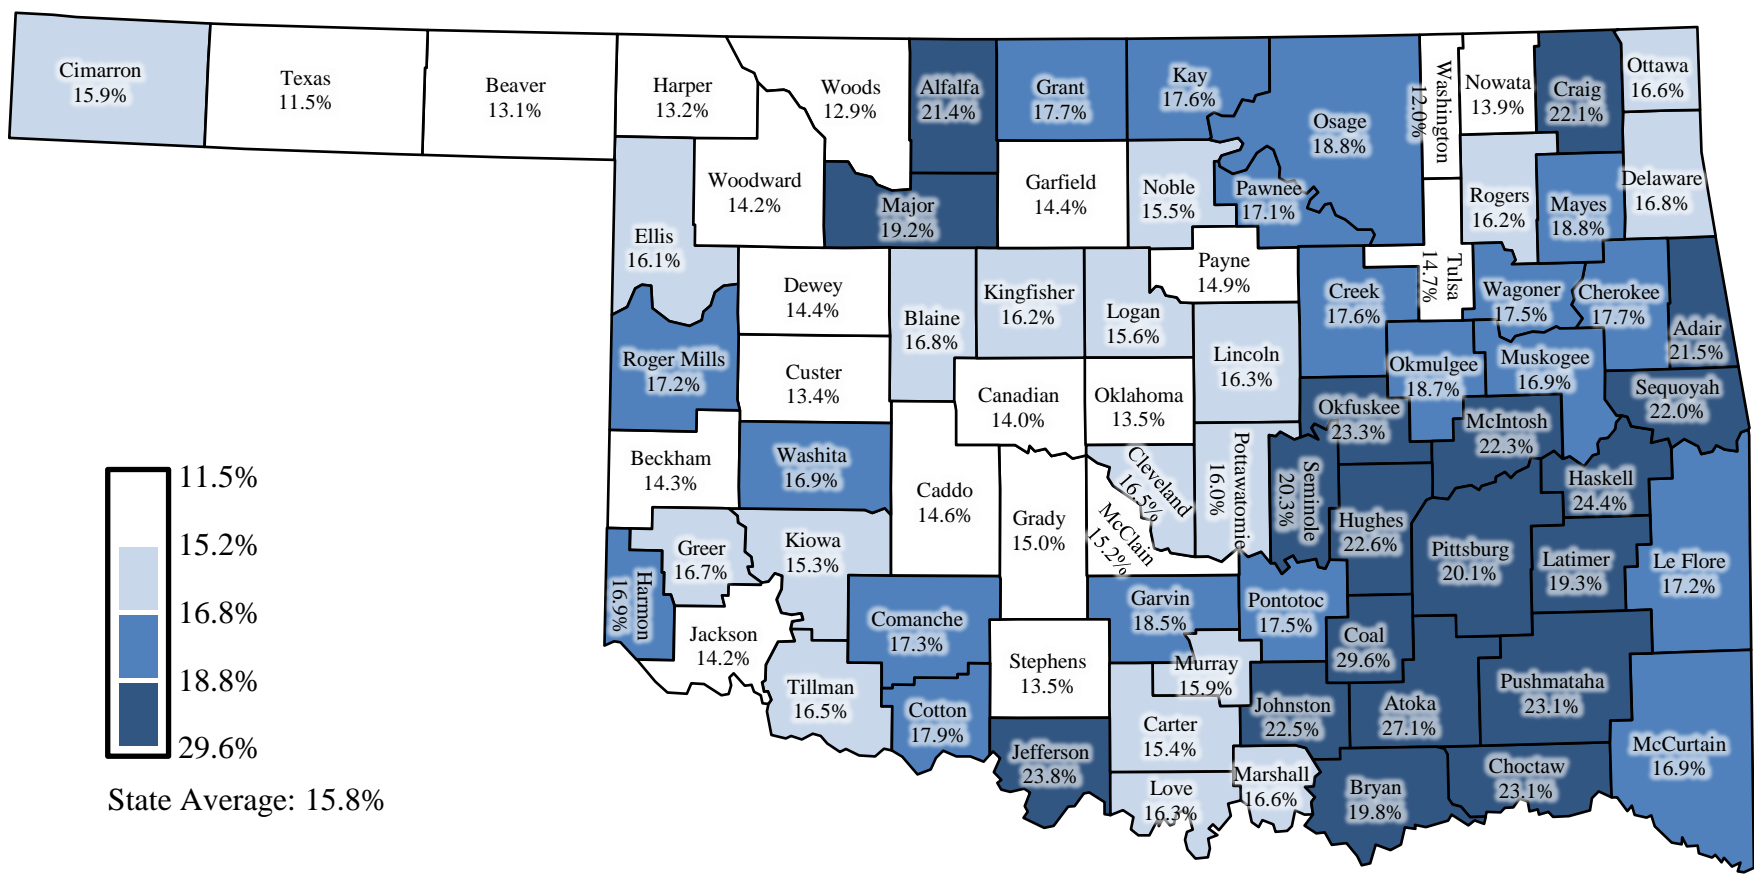 Cimarron
15.9%
Texas
11.5%
Beaver
13.1%
Harper
13.2%
Woods
12.9%
Alfalfa
21.4%
Grant
17.7%
Kay
17.6%
Osage
18.8%
Washington
12.0%
Nowata
13.9%
Craig
22.1%
Ottawa
16.6%
Ellis
16.1%
Woodward
14.2%
Major
19.2%
Garfield
14.4%
Noble
15.5%
Pawnee
17.1%
Rogers
16.2%
Mayes
18.8%
Delaware
16.8%
Dewey
14.4%
Blaine
16.8%
Kingfisher
16.2%
Logan
15.6%
Payne
14.9%
Creek
17.6%
Tulsa
14.7%
Wagoner
17.5%
Cherokee
17.7%
Adair
21.5%
Roger Mills
17.2%
Custer
13.4%
Canadian
14.0%
Oklahoma
13.5%
Lincoln
16.3%
Okmulgee
18.7%
Muskogee
16.9%
Sequoyah
22.0%
Okfuskee
23.3%
McIntosh
22.3%
Beckham
14.3%
Washita
16.9%
Caddo
14.6%
Grady
15.0%
Cleveland
16.5%
McClain
15.2%
Pottawatomie
16.0%
Seminole
20.3%
Hughes
22.6%
Pittsburg
20.1%
Haskell
24.4%
Latimer
19.3%
Le Flore
17.2%
Harmon
16.9%
Greer
16.7%
Kiowa
15.3%
Jackson
14.2%
Comanche
17.3%
Garvin
18.5%
Pontotoc
17.5%
Coal
29.6%
Tillman
16.5%
Cotton
17.9%
Stephens
13.5%
Murray
15.9%
Carter
15.4%
Johnston
22.5%
Atoka
27.1%
Pushmataha
23.1%
McCurtain
16.9%
Jefferson
23.8%
Love
16.3%
Marshall
16.6%
Bryan
19.8%
Choctaw
23.1%
11.5%
15.2%
16.8%
18.8%
29.6%
State Average: 15.8%